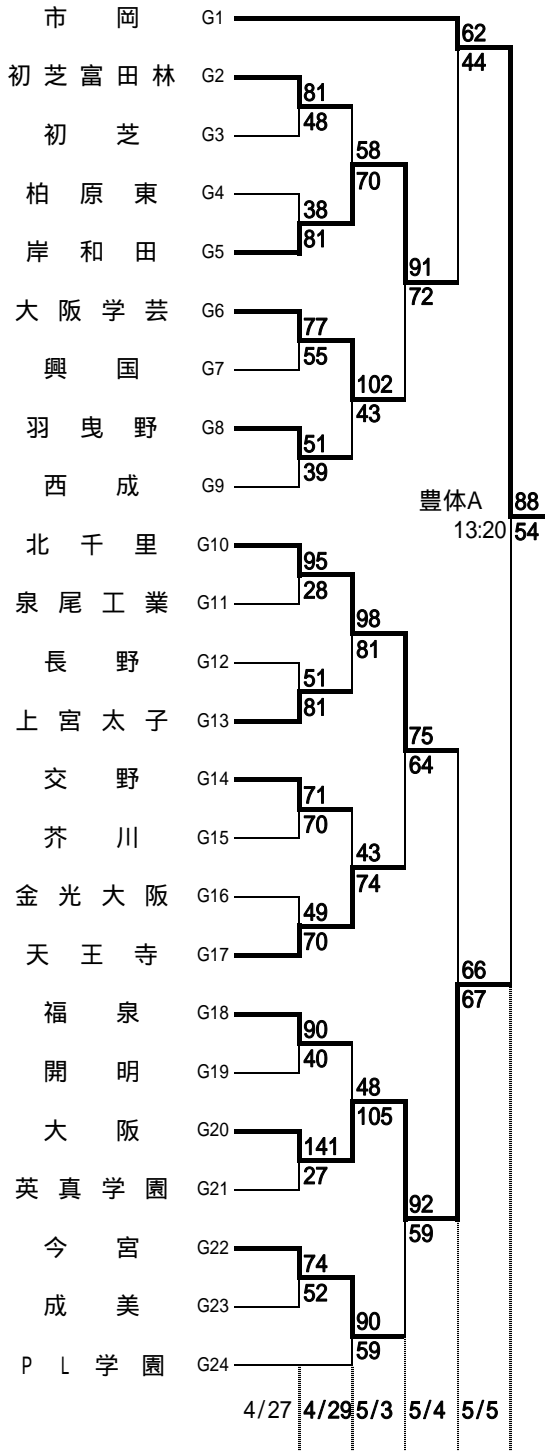 市岡 G1
62
44
初芝富田林 G2
81
48
初芝 G3
58
70
柏原東 G4
38
81
岸和田 G5
91
72
大阪学芸 G6
77
55
興国 G7
102
43
羽曳野 G8
51
39
西成 G9
豊体A 88
13:20 54
北千里 G10
95
28
泉尾工業 G11
98
81
長野 G12
51
81
上宮太子 G13
75
64
交野 G14
71
70
芥川 G15
43
74
金光大阪 G16
49
70
天王寺 G17
66
67
福泉 G18
90
40
開明 G19
48
105
大阪 G20
141
27
英真学園 G21
92
59
今宮 G22
74
52
成美 G23
90
59
PL学園 G24
4/27 4/29 5/3 5/4 5/5